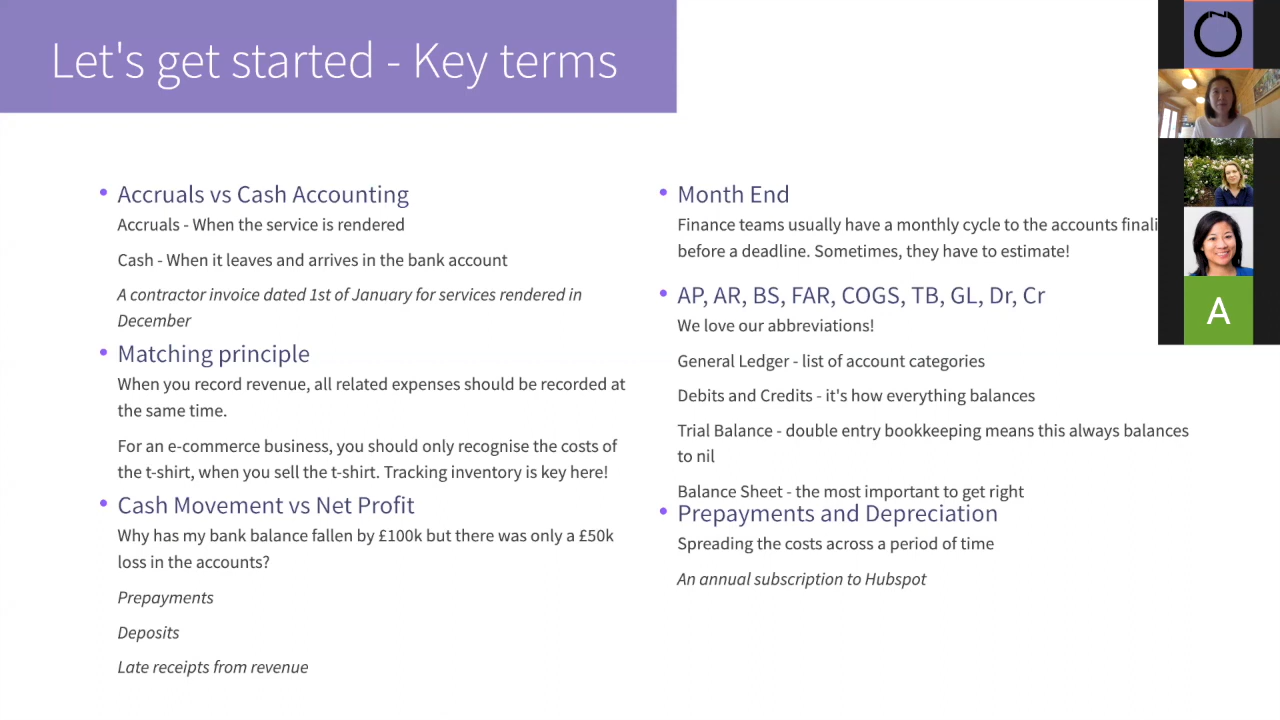 Let's get started - Key terms
Accruals vs Cash Accounting
Accruals - When the service is rendered
Cash - When it leaves and arrives in the bank account
A contractor invoice dated 1st of January for services rendered in
December
Matching principle
When you record revenue, all related expenses should be recorded at
the same time.
For an e-commerce business, you should only recognise the costs of
the t-shirt, when you sell the t-shirt. Tracking inventory is key here!
Cash Movement vs Net Profit
Why has my bank balance fallen by £100k but there was only a £50k
loss in the accounts?
Prepayments
Deposits
Late receipts from revenue
Month End
Finance teams usually have a monthly cycle to the accounts finali
before a deadline. Sometimes, they have to estimate!
AP, AR, BS, FAR, COGS, TB, GL, Dr, Cr
We love our abbreviations!
General Ledger - list of account categories
Debits and Credits - it's how everything balances
Trial Balance - double entry bookkeeping means this always balances
to nil
Balance Sheet - the most important to get right
Prepayments and Depreciation
Spreading the costs across a period of time
An annual subscription to Hubspot
A